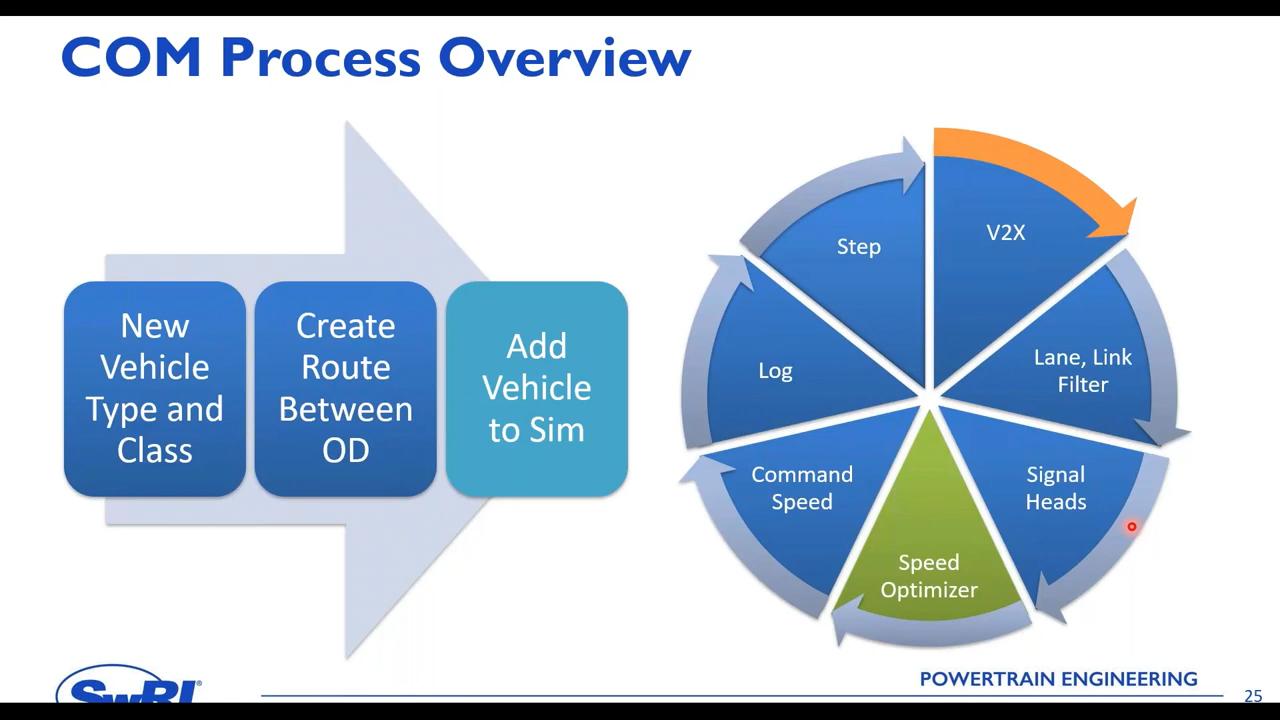 COM Process Overview
New
Vehicle
Type and
Class
Create
Route
Between
OD
Add
Vehicle
to Sim
V2X
Lane, Link
Filter
Signal
Heads
Speed
Optimizer
Command
Speed
Log
Step
SwRI®
POWERTRAIN ENGINEERING
25